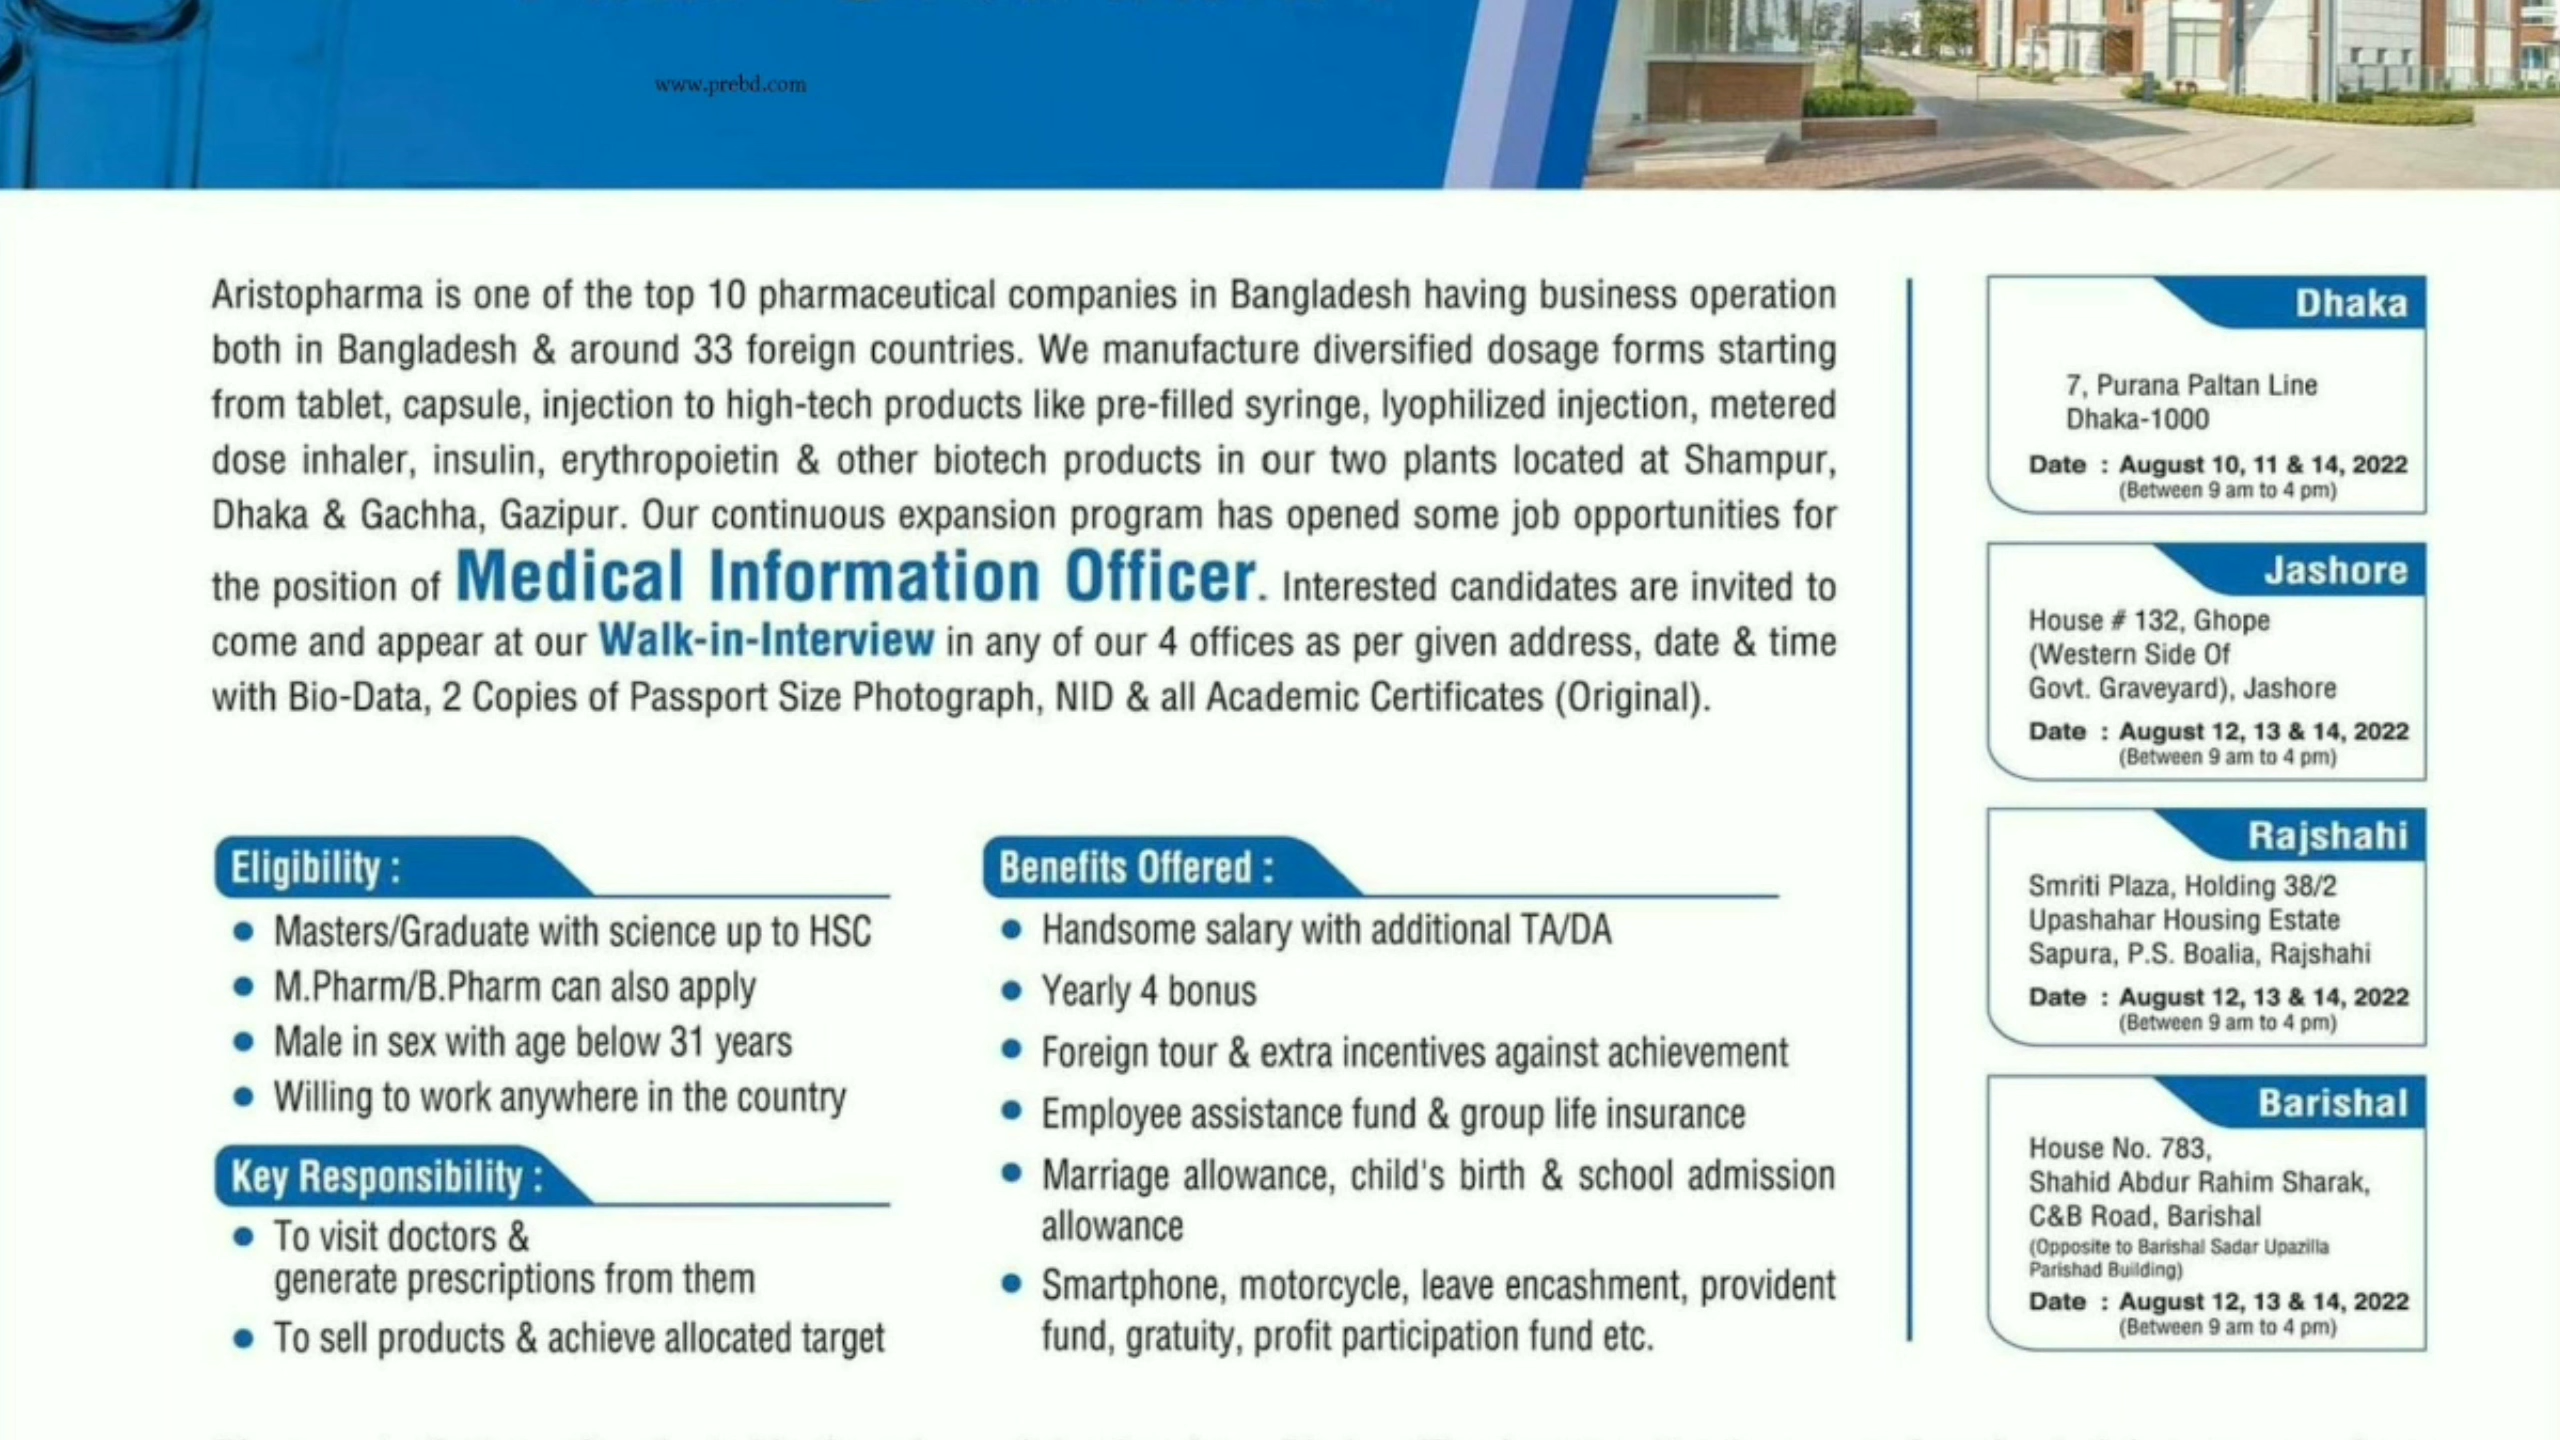 www.prebd.com
Aristopharma is one of the top 10 pharmaceutical companies in Bangladesh having business operation
both in Bangladesh & around 33 foreign countries. We manufacture diversified dosage forms starting
from tablet, capsule, injection to high-tech products like pre-filled syringe, lyophilized injection, metered
dose inhaler, insulin, erythropoietin & other biotech products in our two plants located at Shampur,
Dhaka & Gachha, Gazipur. Our continuous expansion program has opened some job opportunities for
the position of Medical Information Officer. Interested candidates are invited to
come and appear at our Walk-in-Interview in any of our 4 offices as per given address, date & time
with Bio-Data, 2 Copies of Passport Size Photograph, NID & all Academic Certificates (Original).
Eligibility :
Masters/Graduate with science up to HSC
M.Pharm/B.Pharm can also apply
Male in sex with age below 31 years
Willing to work anywhere in the country
Key Responsibility :
To visit doctors &
generate prescriptions from them
To sell products & achieve allocated target
Benefits Offered :
Handsome salary with additional TA/DA
Yearly 4 bonus
Foreign tour & extra incentives against achievement
Employee assistance fund & group life insurance
Marriage allowance, child's birth & school admission
allowance
Smartphone, motorcycle, leave encashment, provident
fund, gratuity, profit participation fund etc.
Dhaka
7, Purana Paltan Line
Dhaka-1000
Date : August 10, 11 & 14, 2022
(Between 9 am to 4 pm)
Jashore
House # 132, Ghope
(Western Side Of
Govt. Graveyard), Jashore
Date : August 12, 13 & 14, 2022
(Between 9 am to 4 pm)
Rajshahi
Smriti Plaza, Holding 38/2
Upashahar Housing Estate
Sapura, P.S. Boalia, Rajshahi
Date : August 12, 13 & 14, 2022
(Between 9 am to 4 pm)
Barishal
House No. 783,
Shahid Abdur Rahim Sharak,
C&B Road, Barishal
(Opposite to Barishal Sadar Upazilla
Parishad Building)
Date : August 12, 13 & 14, 2022
(Between 9 am to 4 pm)